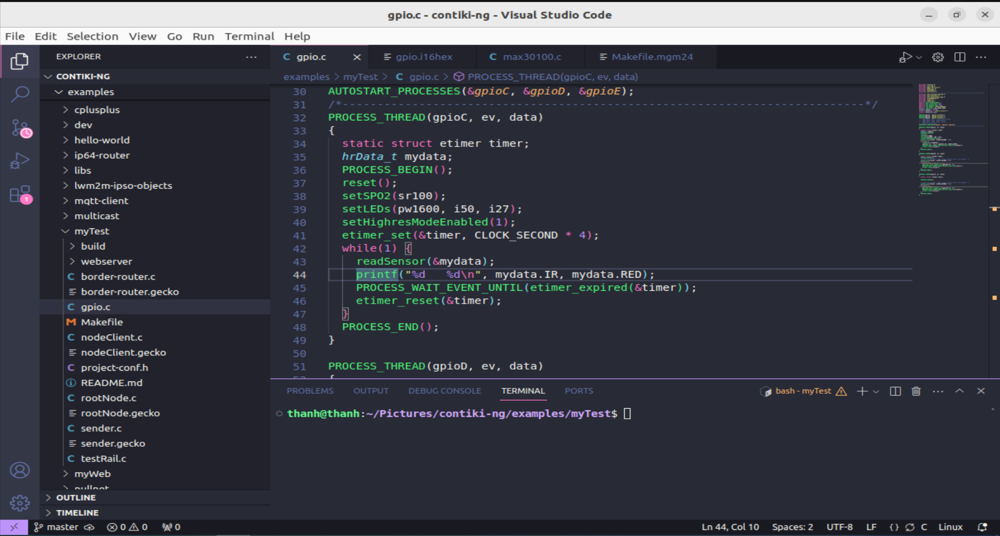 gpio.c - contiki-ng - Visual Studio Code
File Edit Selection View Go Run Terminal Help
EXPLORER
CONTIKI-NG
examples
cplusplus
dev
hello-world
ip64-router
libs
lwm2m-ipso-objects
mqtt-client
multicast
myTest
build
webserver
border-router.c
border-router.gecko
gpio.c
Makefile
nodeClient.c
nodeClient.gecko
project-conf.h
README.md
rootNode.c
rootNode.gecko
sender.c
sender.gecko
testRail.c
myWeb
nullnet
OUTLINE
TIMELINE
1
gpio.c gpio.i16hex max30100.c Makefile.mgm24
examples > myTest > C gpio.c > PROCESS_THREAD(gpioC, ev, data)
30 AUTOSTART_PROCESSES(&gpioC, &gpioD, &gpioE);
31 /*---------------------------------------------------------------------------*/
32 PROCESS_THREAD(gpioC, ev, data)
33 {
34 static struct etimer timer;
35 hrData_t mydata;
36 PROCESS_BEGIN();
37 reset();
38 setSPO2(sr100);
39 setLEDs(pw1600, i50, i27);
40 setHighresModeEnabled(1);
41 etimer_set(&timer, CLOCK_SECOND * 4);
42 while(1) {
43 readSensor(&mydata);
44 printf("%d   %d\n", mydata.IR, mydata.RED);
45 PROCESS_WAIT_EVENT_UNTIL(etimer_expired(&timer));
46 etimer_reset(&timer);
47 }
48 PROCESS_END();
49 }
50
51 PROCESS_THREAD(gpioD, ev, data)
52 {
PROBLEMS OUTPUT DEBUG CONSOLE TERMINAL PORTS
bash - myTest
thanh@thanh:~/Pictures/contiki-ng/examples/myTest$
master 0 0 0
Ln 44, Col 10 Spaces: 2 UTF-8 LF {} C Linux